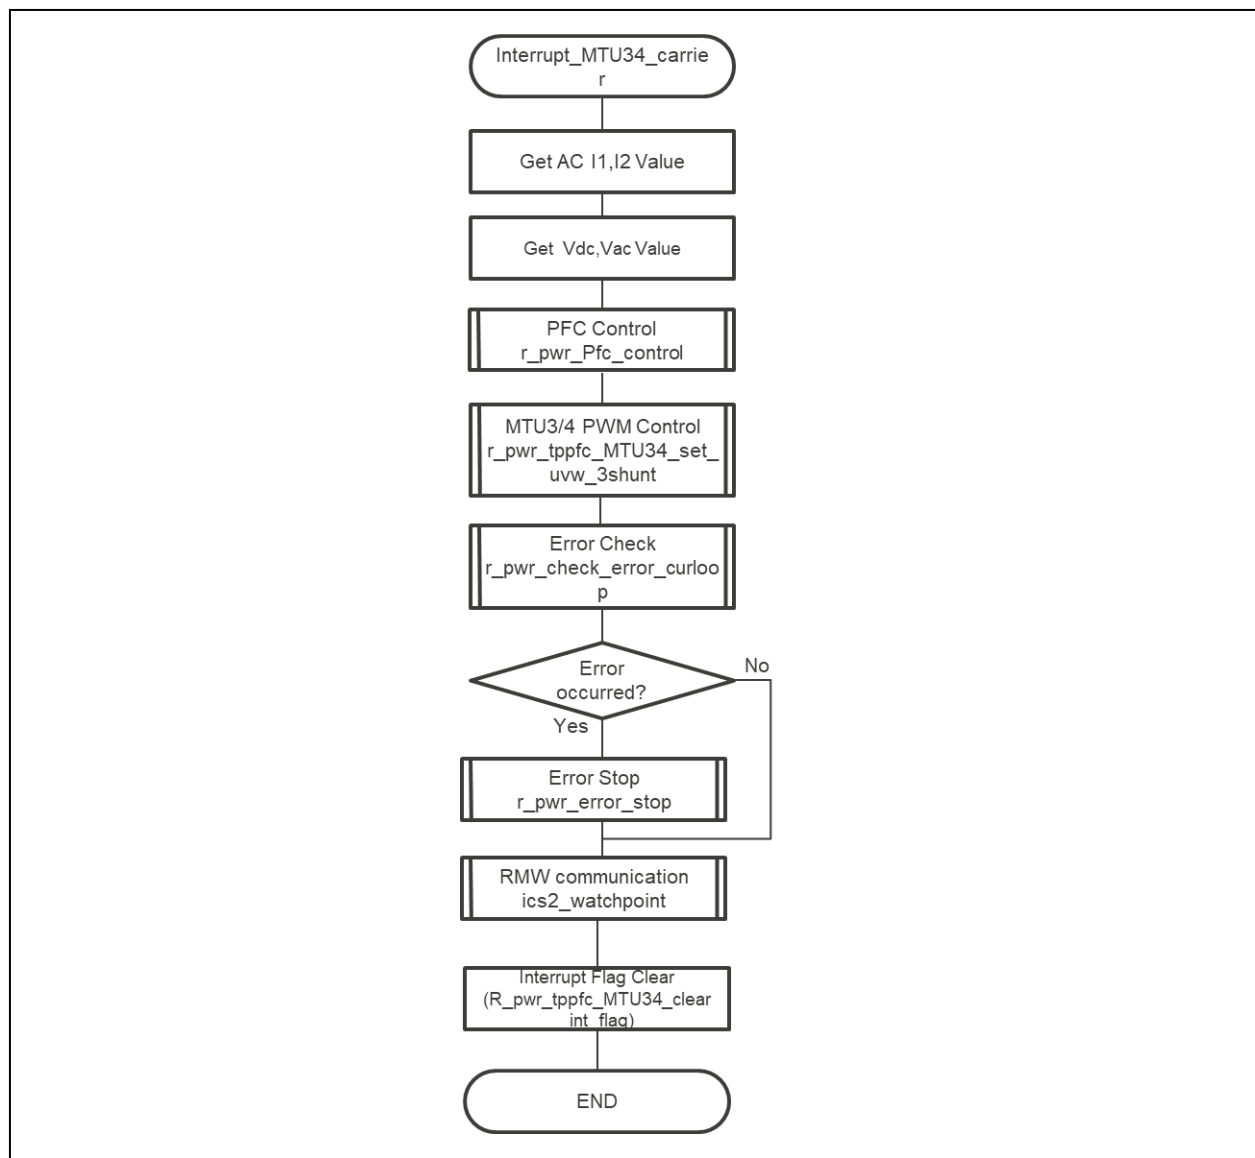 Interrupt_MTU34_carrie
r
Get AC I1,I2 Value
Get Vdc,Vac Value
PFC Control
r_pwr_Pfc_control
MTU3/4 PWM Control
r_pwr_tppfc_MTU34_set_
uvw_3shunt
Error Check
r_pwr_check_error_curloo
p
Error
occurred?
No
Yes
Error Stop
r_pwr_error_stop
RMW communication
ics2_watchpoint
Interrupt Flag Clear
(R_pwr_tppfc_MTU34_clear
int_flag)
END